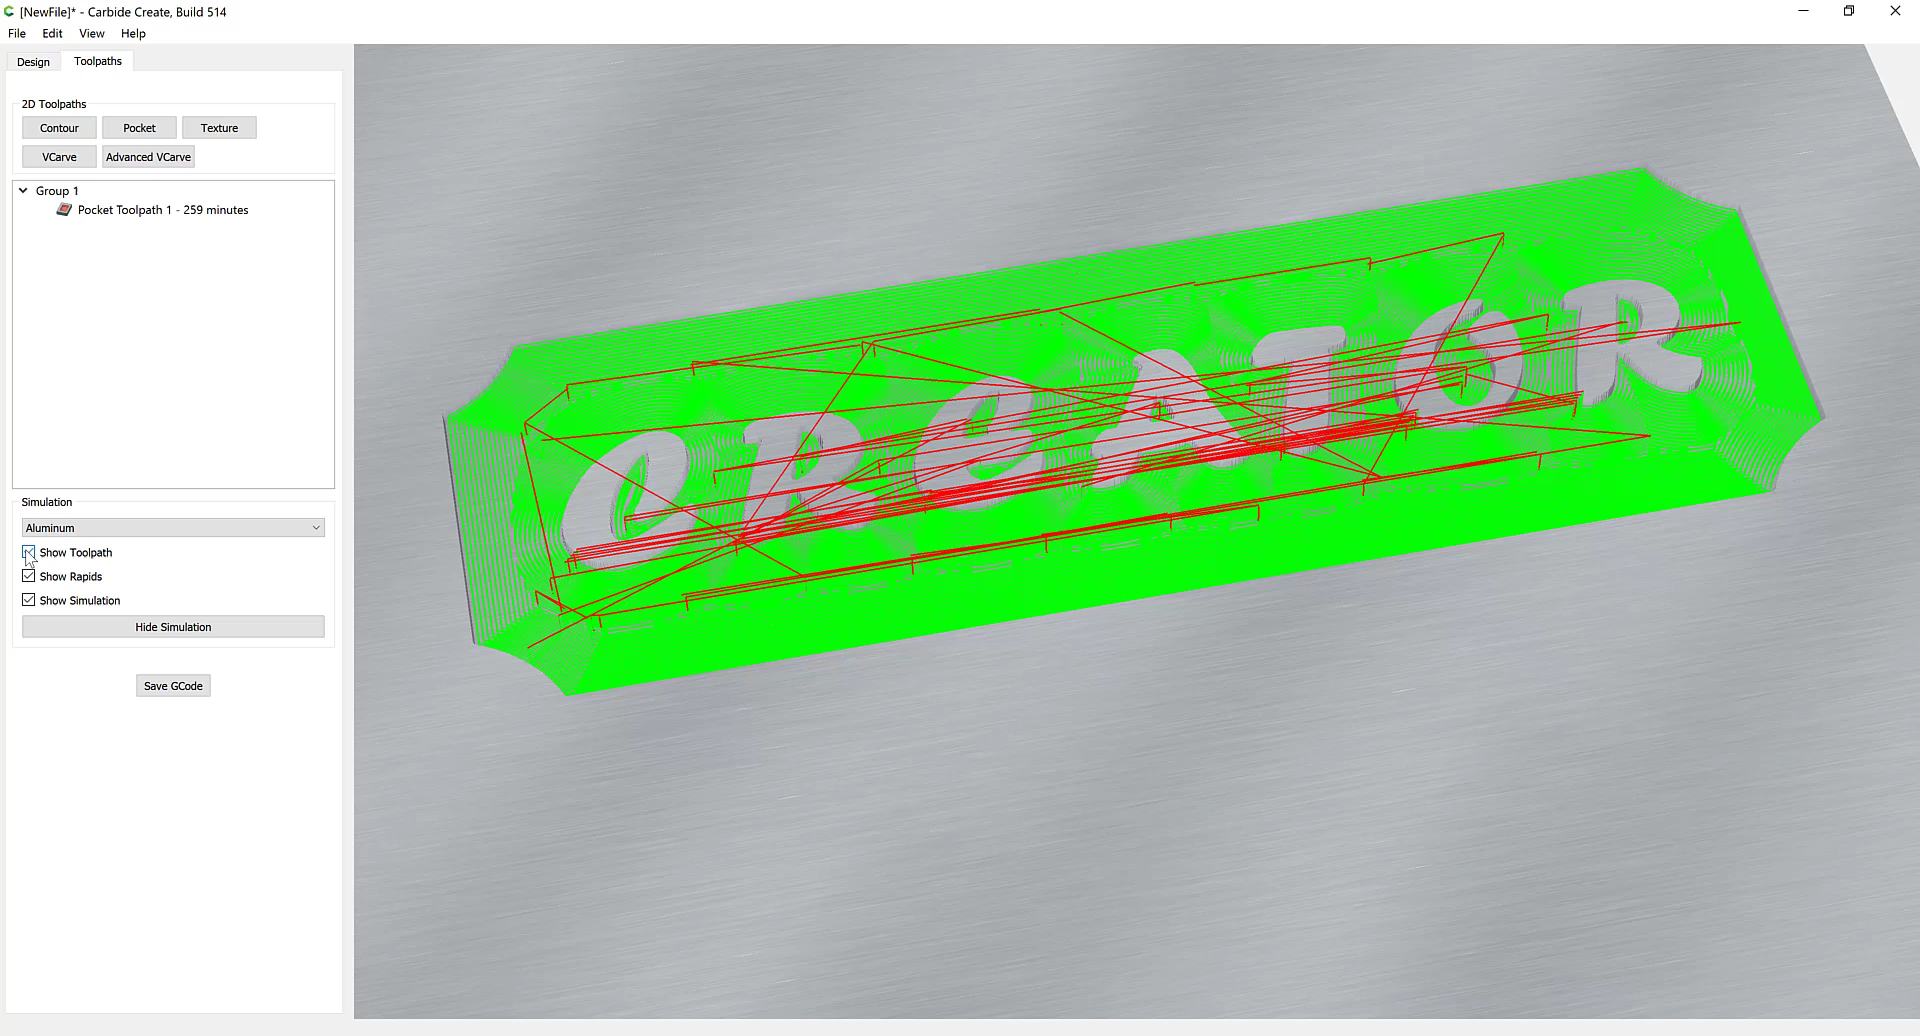 [NewFile]* - Carbide Create, Build 514
File Edit View Help
Design Toolpaths
2D Toolpaths
Contour Pocket Texture
VCarve Advanced VCarve
Group 1
Pocket Toolpath 1 - 259 minutes
Simulation
Aluminum
Show Toolpath
Show Rapids
Show Simulation
Hide Simulation
Save GCode
CREATOR